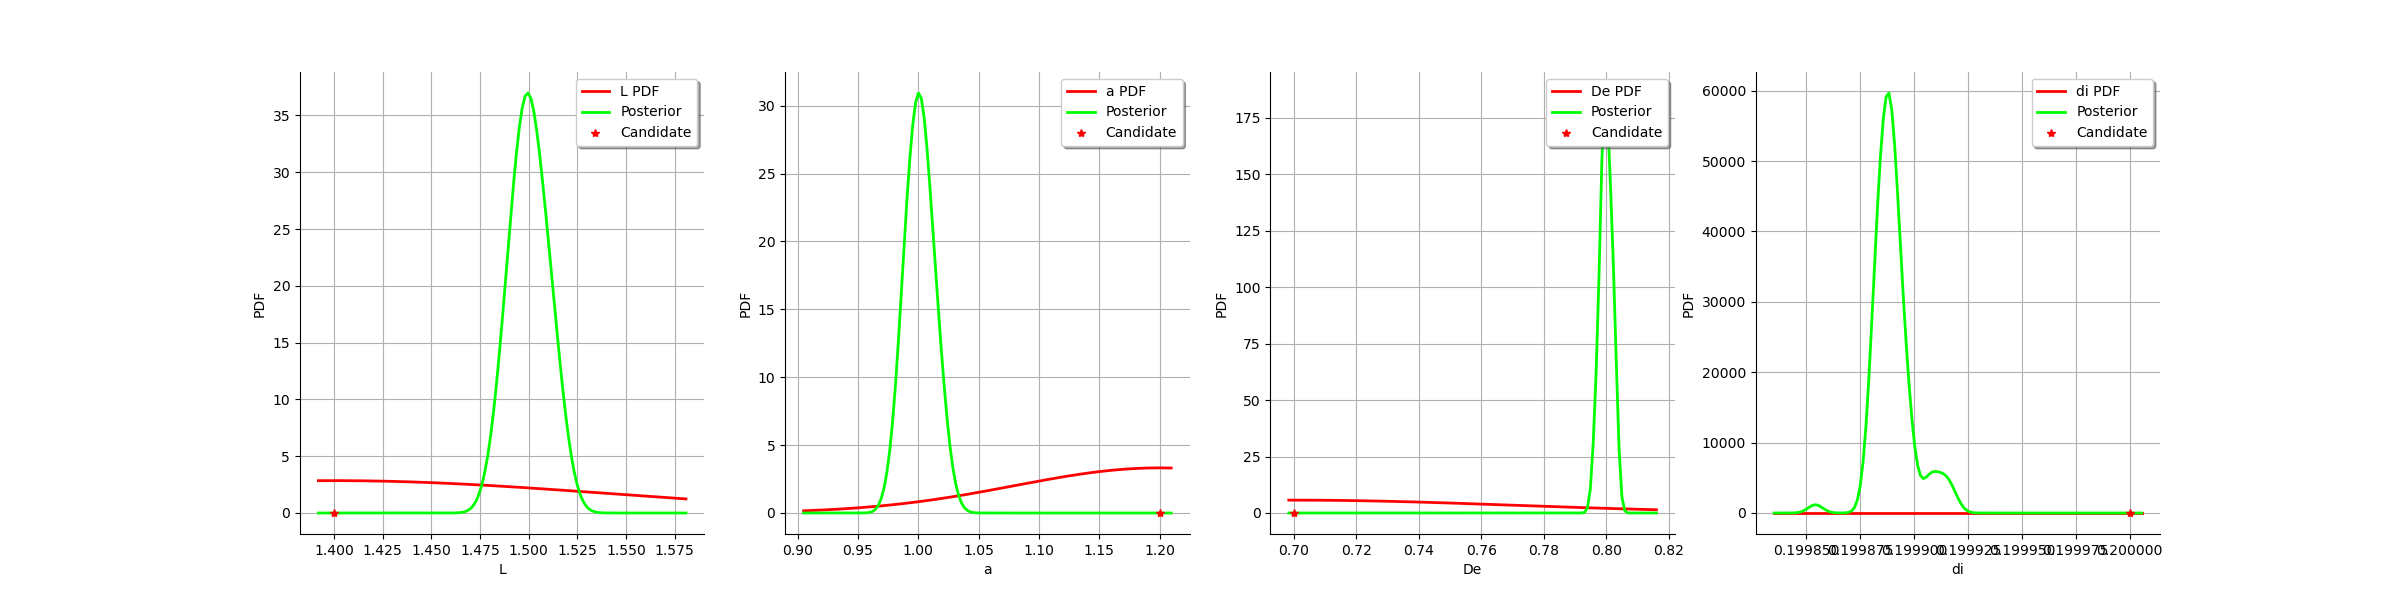 L PDF
Posterior
Candidate
35
30
25
20
15
10
5
0
PDF
1.400 1.425 1.450 1.475 1.500 1.525 1.550 1.575
L
a PDF
Posterior
Candidate
30
25
20
15
10
5
0
PDF
0.90 0.95 1.00 1.05 1.10 1.15 1.20
a
De PDF
Posterior
Candidate
175
150
125
100
75
50
25
0
PDF
0.70 0.72 0.74 0.76 0.78 0.80 0.82
De
di PDF
Posterior
Candidate
60000
50000
40000
30000
20000
10000
0
PDF
0.199850 0.199875 0.199900 0.199925 0.199950 0.199975 0.200000
di